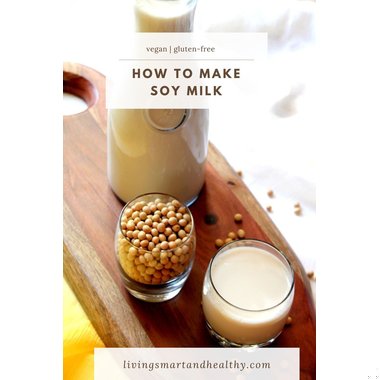 vegan | gluten-free
HOW TO MAKE
SOY MILK
livingsmartandhealthy.com